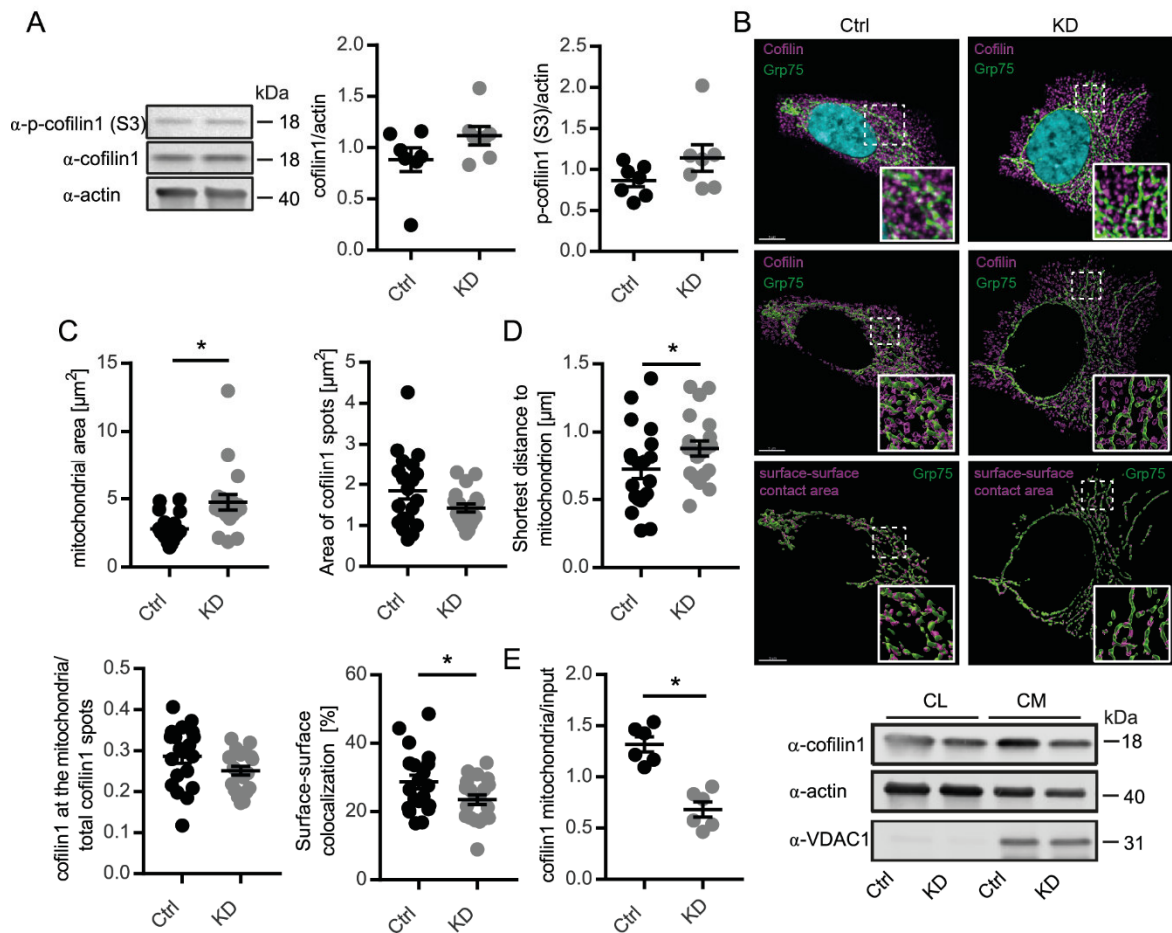 A
kDa
α-p-cofilin1 (S3)
18
α-cofilin1
18
α-actin
40
cofilin1/actin
2.0
1.5
1.0
0.5
0.0
Ctrl
KD
p-cofilin1 (S3)/actin
2.5
2.0
1.5
1.0
0.5
0.0
Ctrl
KD
B
Ctrl
KD
Cofilin
Grp75
Cofilin
Grp75
Cofilin
Grp75
Cofilin
Grp75
surface-surface
contact area
Grp75
surface-surface
contact area
Grp75
C
mitochondrial area [µm²]
15
10
5
0
*
Ctrl
KD
Area of cofilin1 spots [µm²]
5
4
3
2
1
0
Ctrl
KD
D
Shortest distance to
mitochondrion [µm]
1.5
1.0
0.5
0.0
*
Ctrl
KD
cofilin1 at the mitochondria/
total cofilin1 spots
0.5
0.4
0.3
0.2
0.1
0.0
Ctrl
KD
Surface-surface
colocalization [%]
60
40
20
0
*
Ctrl
KD
E
cofilin1 mitochondria/input
2.0
1.5
1.0
0.5
0.0
*
Ctrl
KD
CL
CM
kDa
α-cofilin1
18
α-actin
40
α-VDAC1
31
Ctrl
KD
Ctrl
KD